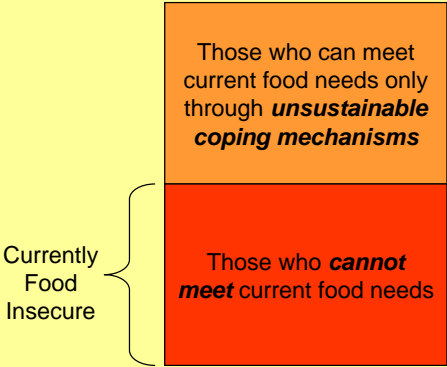 Those who can meet
current food needs only
through unsustainable
coping mechanisms
Currently
Food
Insecure
Those who cannot
meet current food needs